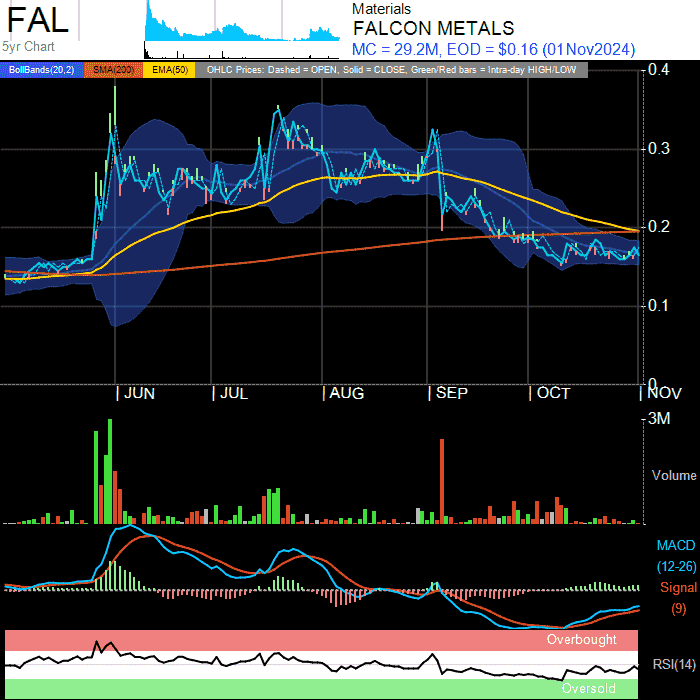 FAL
5yr Chart
Materials
FALCON METALS
MC = 29.2M, EOD = $0.16 (01Nov2024)
BollBands(20,2) SMA(200) EMA(50) OHLC Prices: Dashed = OPEN, Solid = CLOSE, Green/Red bars = Intra-day HIGH/LOW
0.4
0.3
0.2
0.1
0
JUN JUL AUG SEP OCT NOV
3M
Volume
MACD
(12-26)
Signal
(9)
Overbought
RSI(14)
Oversold